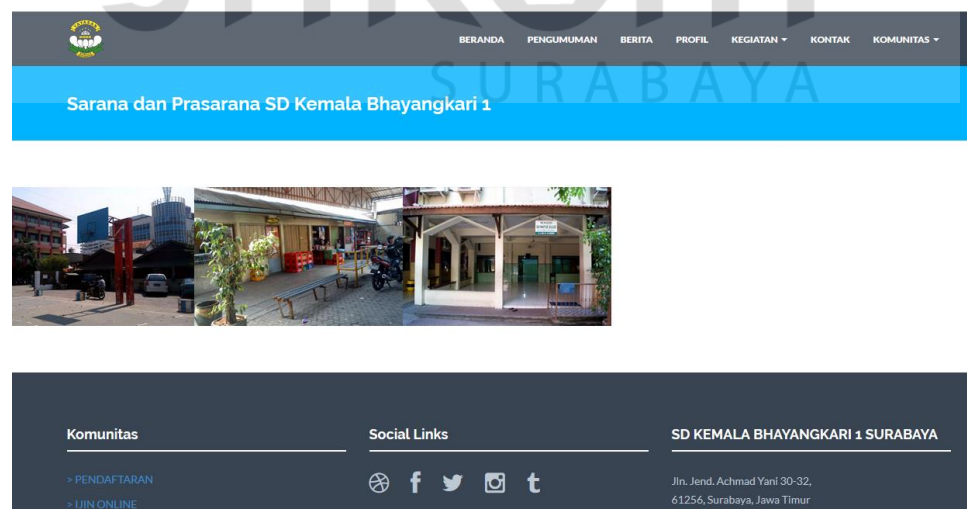 SURABAYA
BERANDA PENGUMUMAN BERITA PROFIL KEGIATAN KONTAK KOMUNITAS
Sarana dan Prasarana SD Kemala Bhayangkari 1
Komunitas
> PENDAFTARAN
> IJIN ONLINE
Social Links
SD KEMALA BHAYANGKARI 1 SURABAYA
Jln. Jend. Achmad Yani 30-32,
61256, Surabaya, Jawa Timur